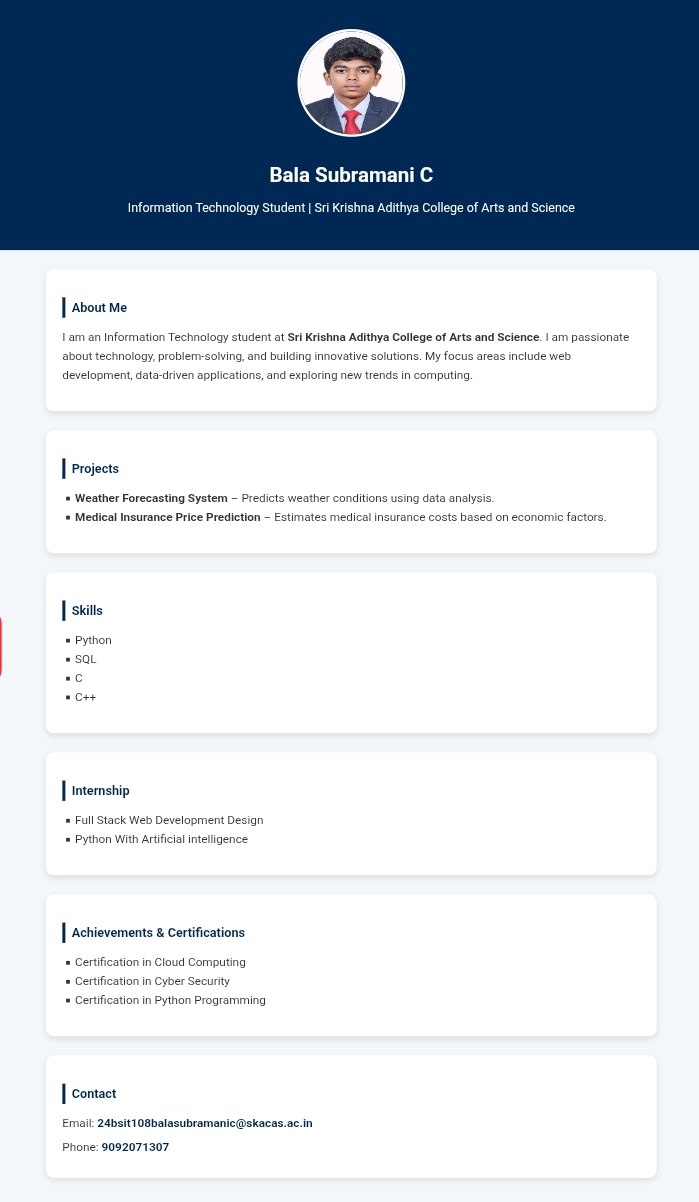 Bala Subramani C
Information Technology Student | Sri Krishna Adithya College of Arts and Science
About Me
I am an Information Technology student at Sri Krishna Adithya College of Arts and Science. I am passionate
about technology, problem-solving, and building innovative solutions. My focus areas include web
development, data-driven applications, and exploring new trends in computing.
Projects
▪ Weather Forecasting System – Predicts weather conditions using data analysis.
▪ Medical Insurance Price Prediction – Estimates medical insurance costs based on economic factors.
Skills
▪ Python
▪ SQL
▪ C
▪ C++
Internship
▪ Full Stack Web Development Design
▪ Python With Artificial intelligence
Achievements & Certifications
▪ Certification in Cloud Computing
▪ Certification in Cyber Security
▪ Certification in Python Programming
Contact
Email: 24bsit108balasubramanic@skacas.ac.in
Phone: 9092071307